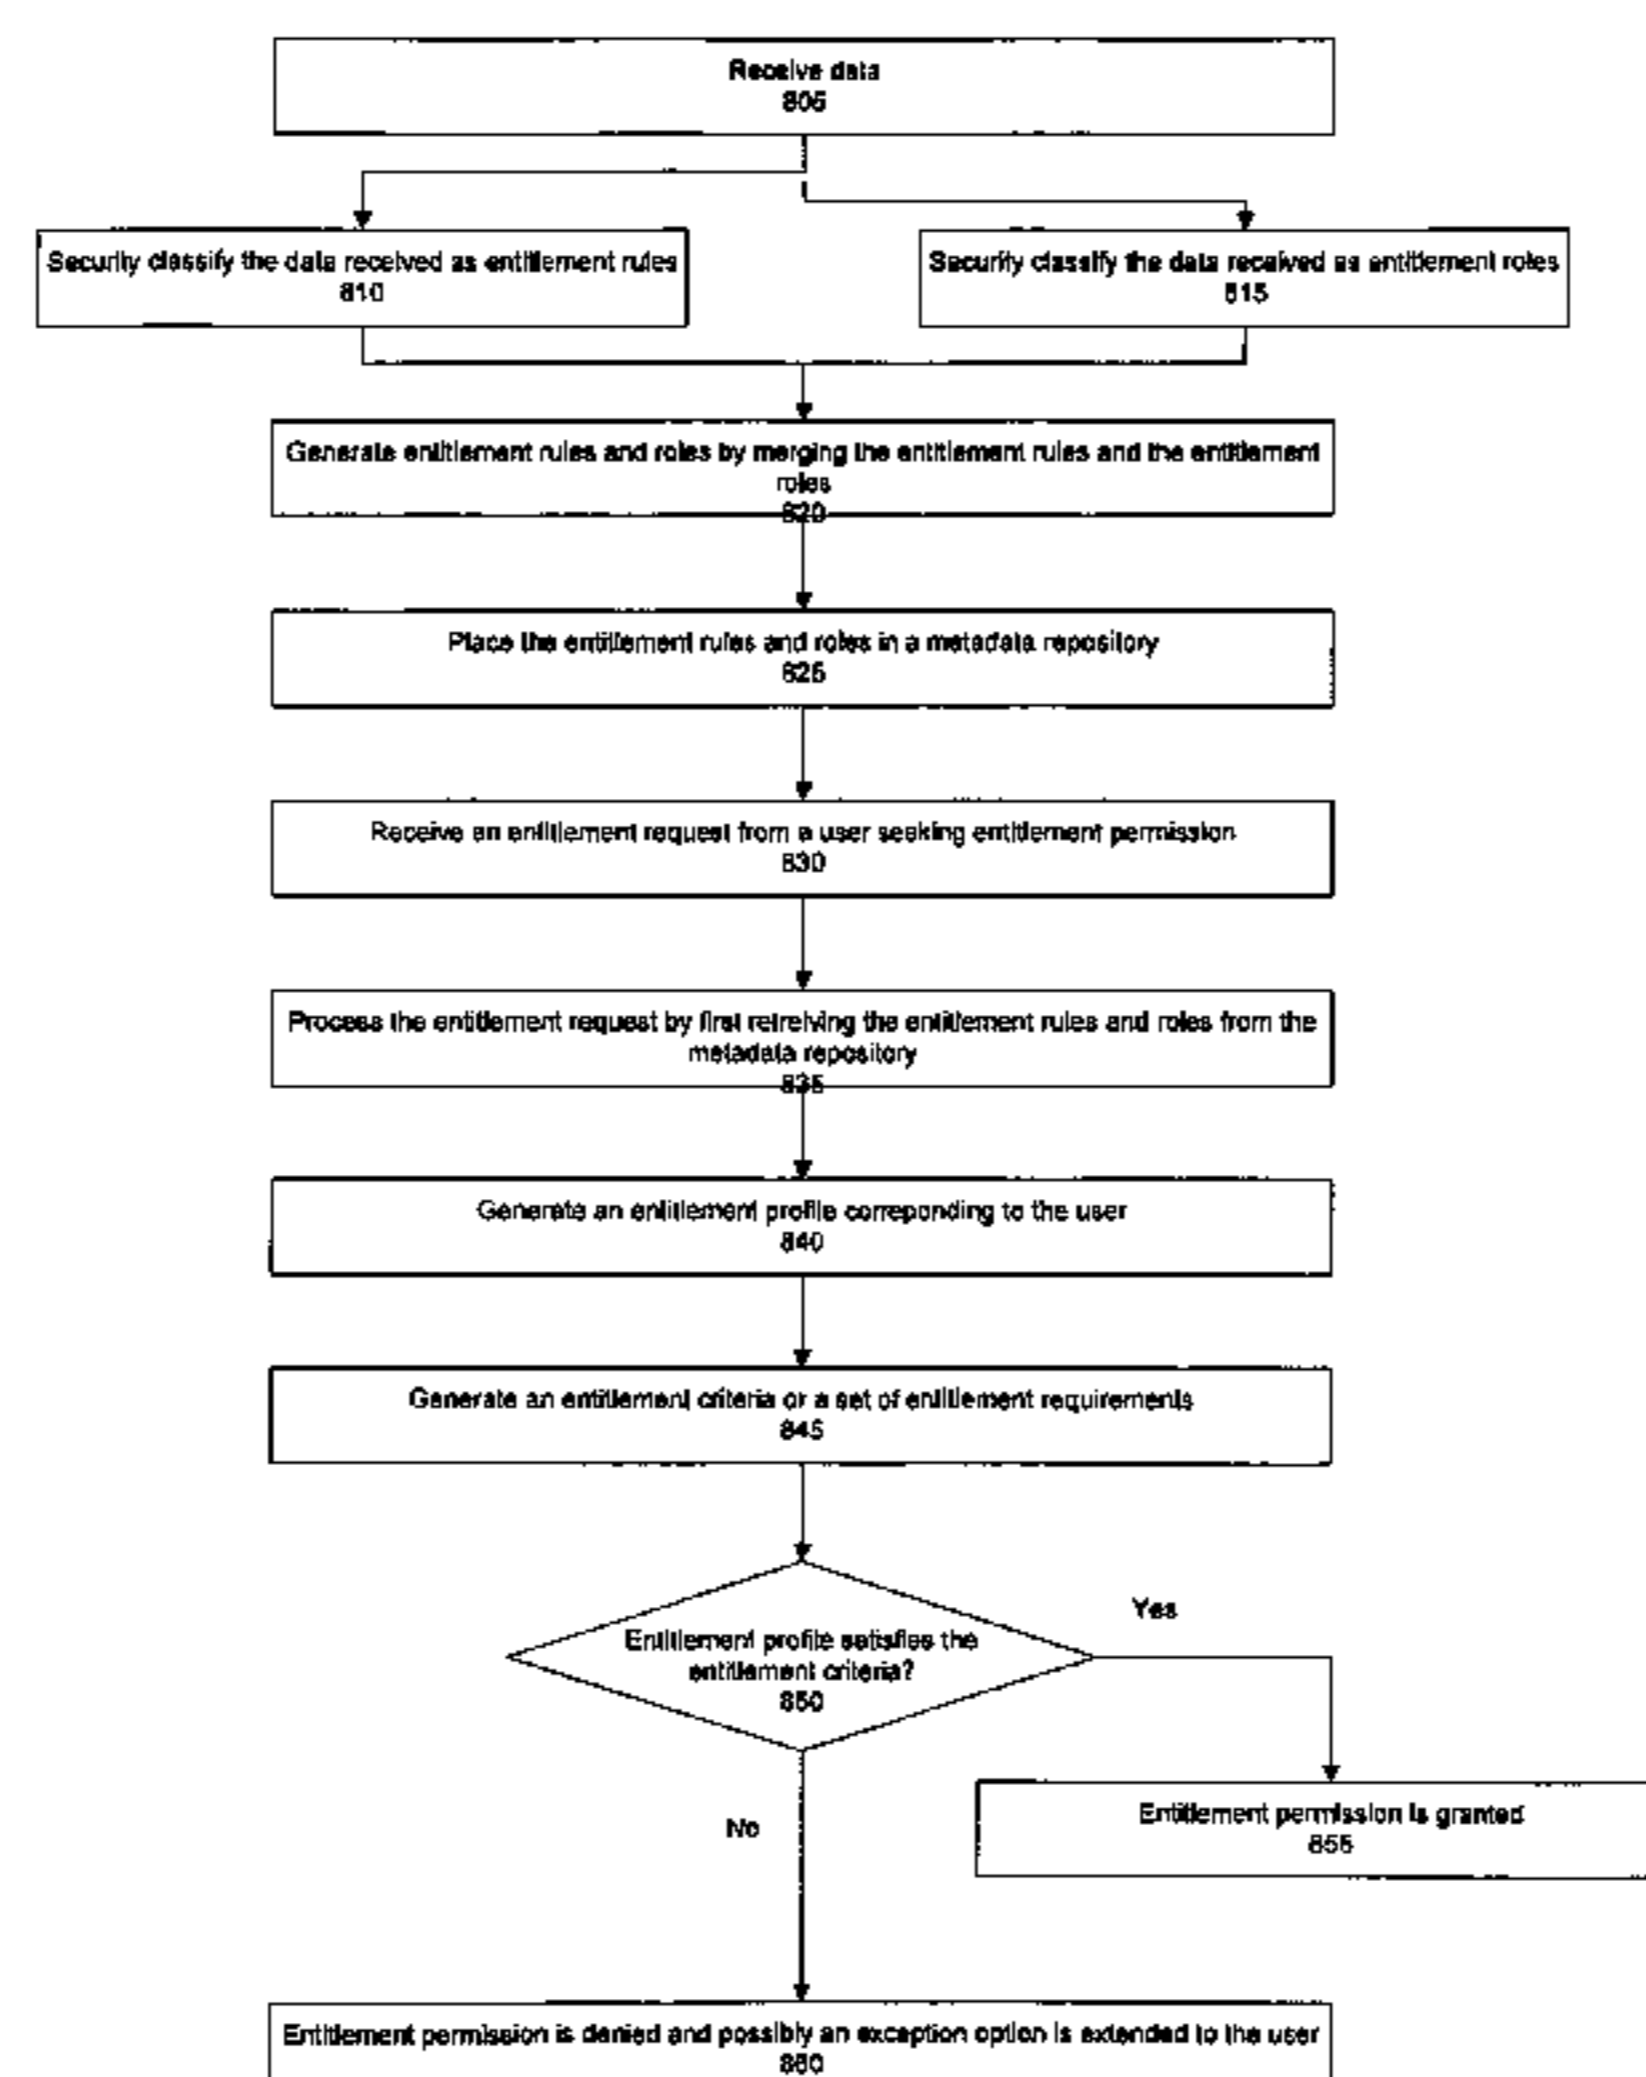 Receive data
805
Security classify the data received as entitlement rules
810
Security classify the data received as entitlement roles
815
Generate entitlement rules and roles by merging the entitlement rules and the entitlement
roles
820
Place the entitlement rules and roles in a metadata repository
825
Receive an entitlement request from a user seeking entitlement permission
830
Process the entitlement request by first retreiving the entitlement rules and roles from the
metadata repository
835
Generate an entitlement profile correponding to the user
840
Generate an entitlement criteria or a set of entitlement requirements
845
Entitlement profile satisfies the
entitlement criteria?
850
Yes
No
Entitlement permission is granted
855
Entitlement permission is denied and possibly an exception option is extended to the user
860